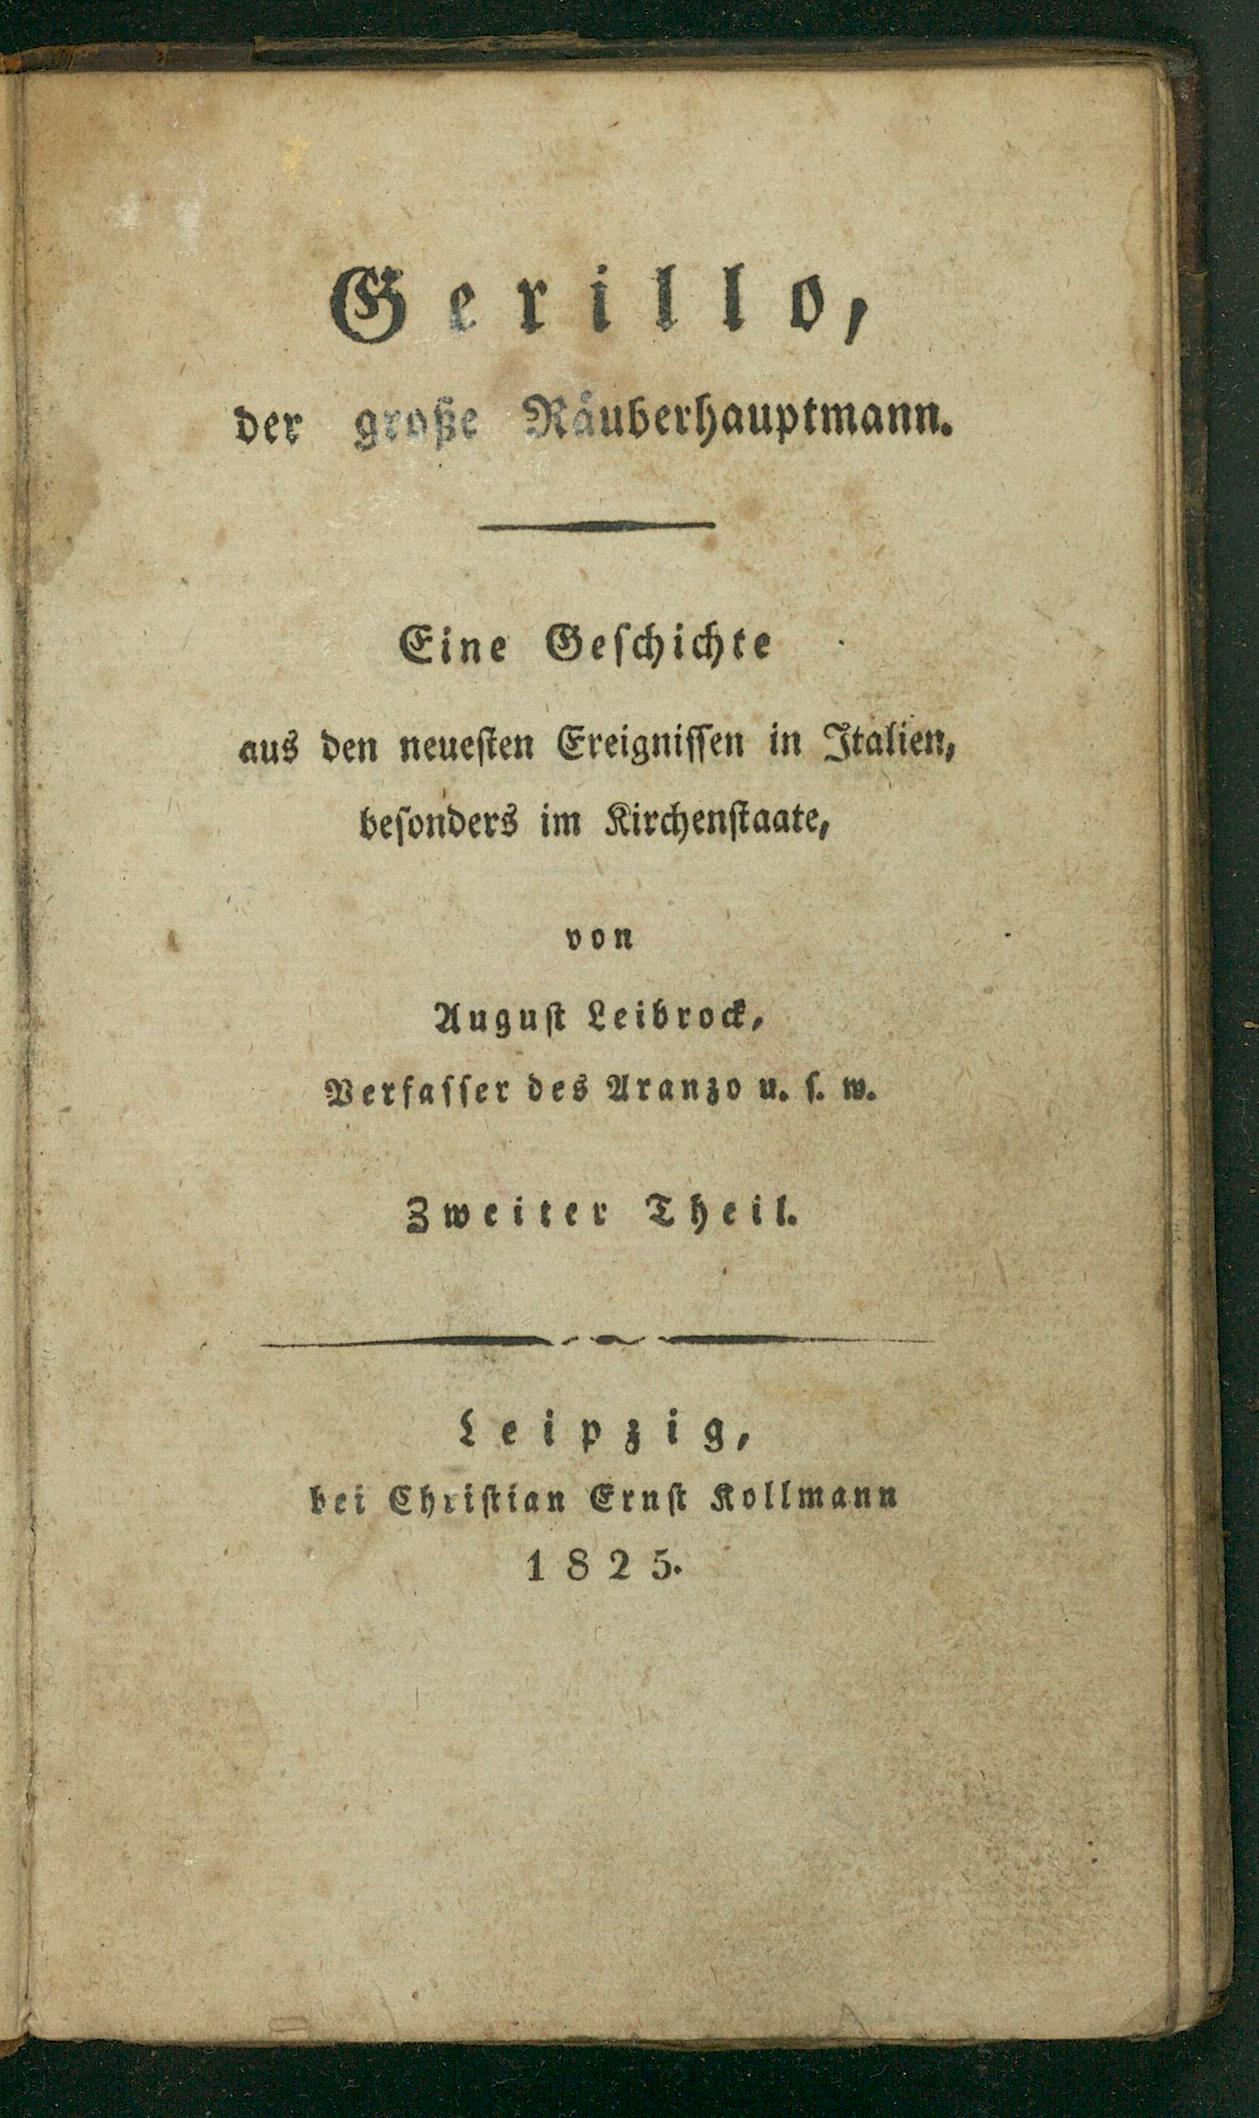 Gerillo,
der große Räuberhauptmann.
Eine Geſchichte
aus den neueſten Ereigniſſen in Italien,
beſonders im Kirchenſtaate,
von
Auguſt Leibrock,
Verfaſſer des Aranzo u. ſ. w.
Zweiter Theil.
Leipzig,
bei Chriſtian Ernſt Kollmann
1825.